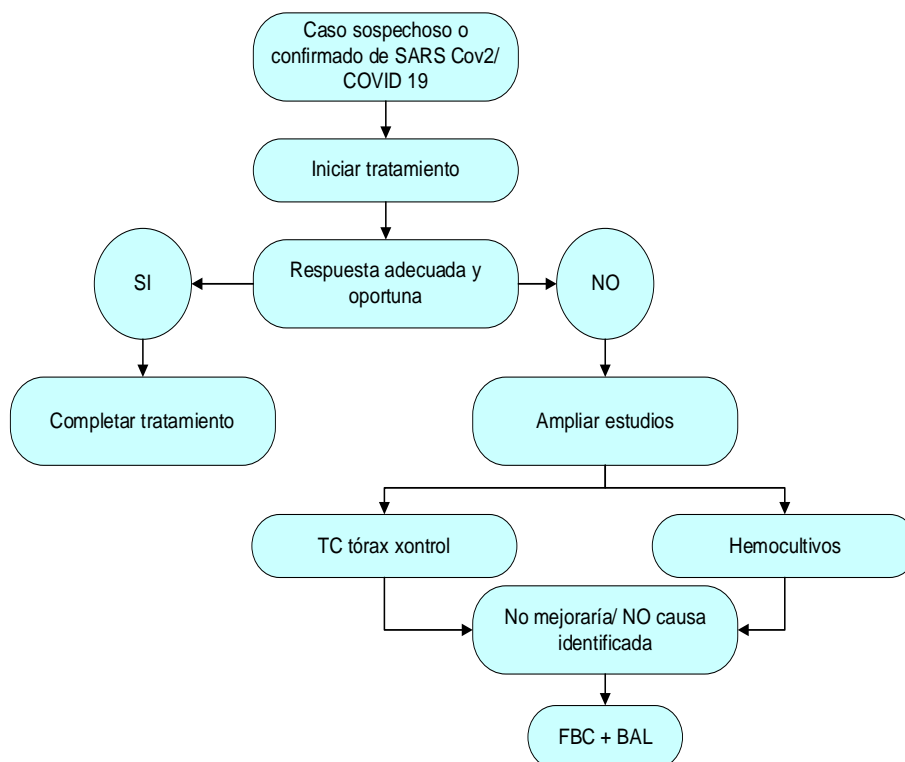 Caso sospechoso o
confirmado de SARS Cov2/
COVID 19
Iniciar tratamiento
SI
Respuesta adecuada y
oportuna
NO
Completar tratamiento
Ampliar estudios
TC tórax xontrol
Hemocultivos
No mejoraría/ NO causa
identificada
FBC + BAL